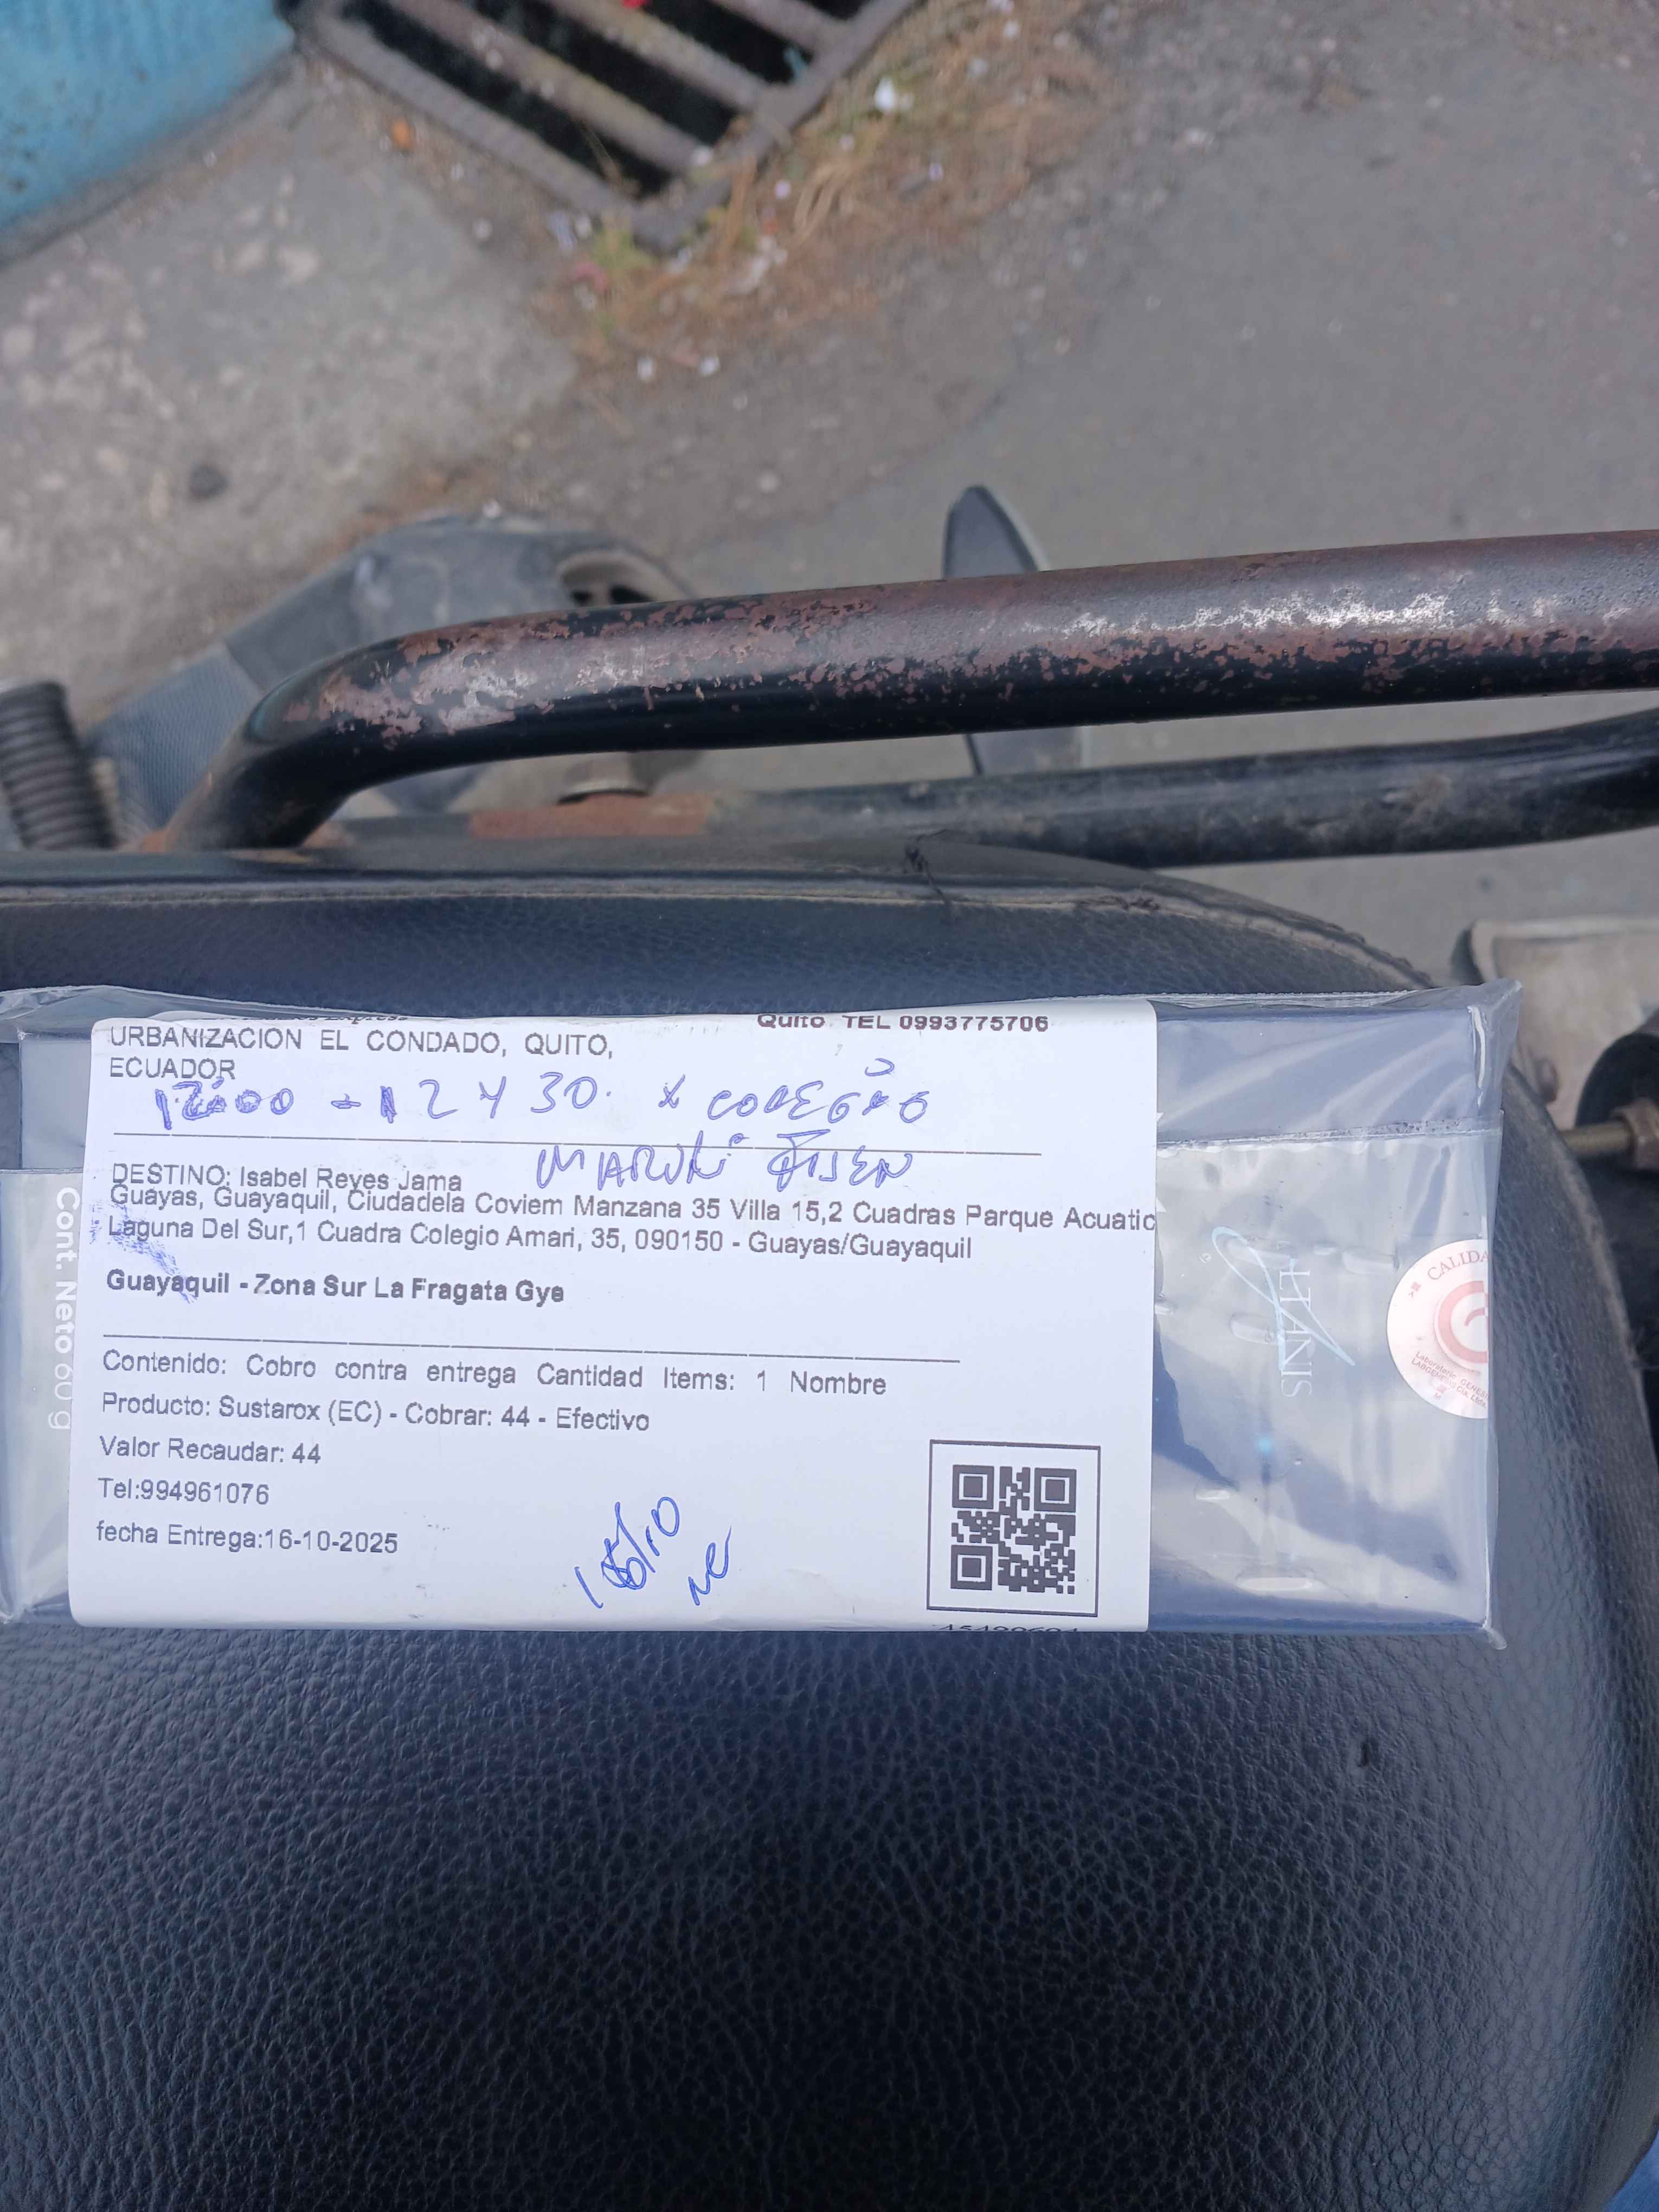 Quito TEL 0993775706
URBANIZACION EL CONDADO, QUITO,
ECUADOR
12:00 - 12 Y 30. x COLEGIO
DESTINO: Isabel Reyes Jama
Guayas, Guayaquil, Ciudadela Coviem Manzana 35 Villa 15,2 Cuadras Parque Acuatic
Laguna Del Sur,1 Cuadra Colegio Amari, 35, 090150 - Guayas/Guayaquil
Guayaquil - Zona Sur La Fragata Gye
Contenido: Cobro contra entrega Cantidad Items: 1 Nombre
Producto: Sustarox (EC) - Cobrar: 44 - Efectivo
Valor Recaudar: 44
Tel:994961076
fecha Entrega:16-10-2025
Cont. Neto 60 g
CALIDA